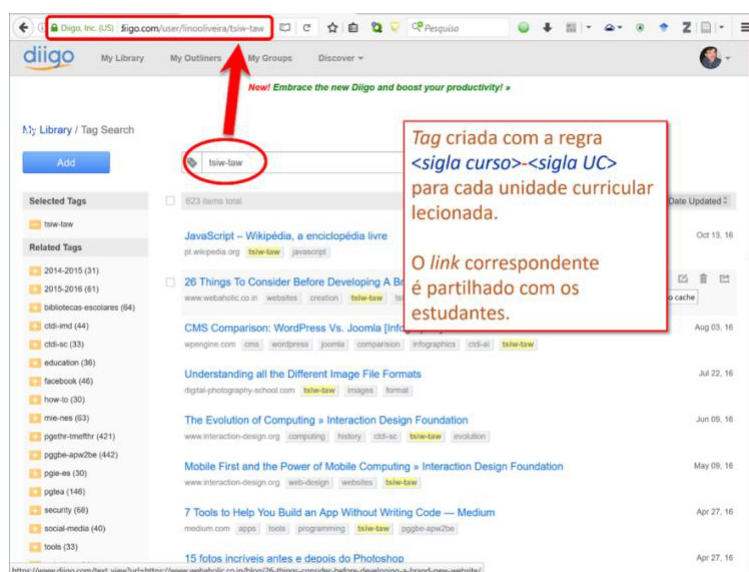 Diigo, Inc. (US)
diigo.com/user/linooliveira/tsiw-taw
Pesquisa
diigo
My Library
My Outliners
My Groups
Discover
New! Embrace the new Diigo and boost your productivity! »
My Library / Tag Search
Add
tsiw-taw
Tag criada com a regra
<sigla curso>-<sigla UC>
para cada unidade curricular
lecionada.
O link correspondente
é partilhado com os
estudantes.
Selected Tags
tsiw-taw
Related Tags
2014-2015 (31)
2015-2016 (61)
bibliotecas-escolares (64)
ctdi-imd (44)
ctdi-sc (33)
education (36)
facebook (46)
how-to (30)
mie-nes (63)
pgethr-tmefthr (421)
pggbe-apw2be (442)
pgie-es (30)
pgtea (146)
security (68)
social-media (40)
tools (33)
623 items total
Date Updated
JavaScript – Wikipédia, a enciclopédia livre
Oct 13, 16
pt.wikipedia.org tsiw-taw javascript
26 Things To Consider Before Developing A
www.webaholic.co.in websites creation tsiw-taw
cache
CMS Comparison: WordPress Vs. Joomla
Aug 03, 16
wpengine.com cms wordpress joomla comparision infographics ctdi-ai tsiw-taw
Understanding all the Different Image File Formats
Jul 22, 16
digital-photography-school.com tsiw-taw images format
The Evolution of Computing » Interaction Design Foundation
Jun 09, 16
www.interaction-design.org computing history ctdi-sc tsiw-taw evolution
Mobile First and the Power of Mobile Computing » Interaction Design Foundation
May 09, 16
www.interaction-design.org web-design websites tsiw-taw
7 Tools to Help You Build an App Without Writing Code — Medium
Apr 27, 16
medium.com apps tools programming tsiw-taw pggbe-apw2be
15 fotos incríveis antes e depois do Photoshop
Apr 27, 16